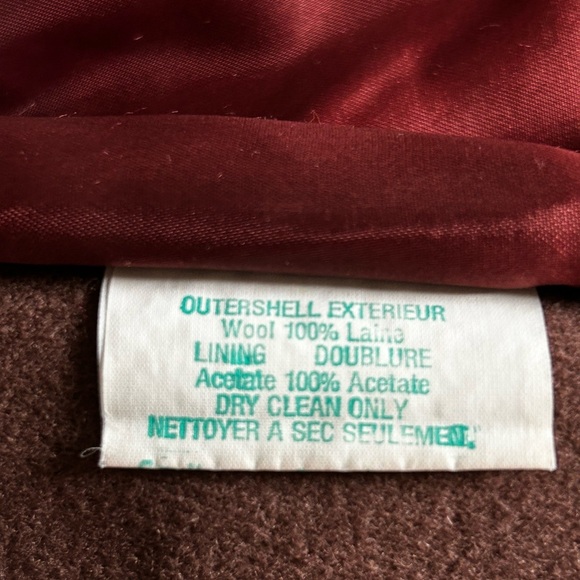 OUTERSHELL EXTERIEUR
Wool 100% Laine
LINING DOUBLURE
Acetate 100% Acetate
DRY CLEAN ONLY
NETTOYER A SEC SEULEMENT.